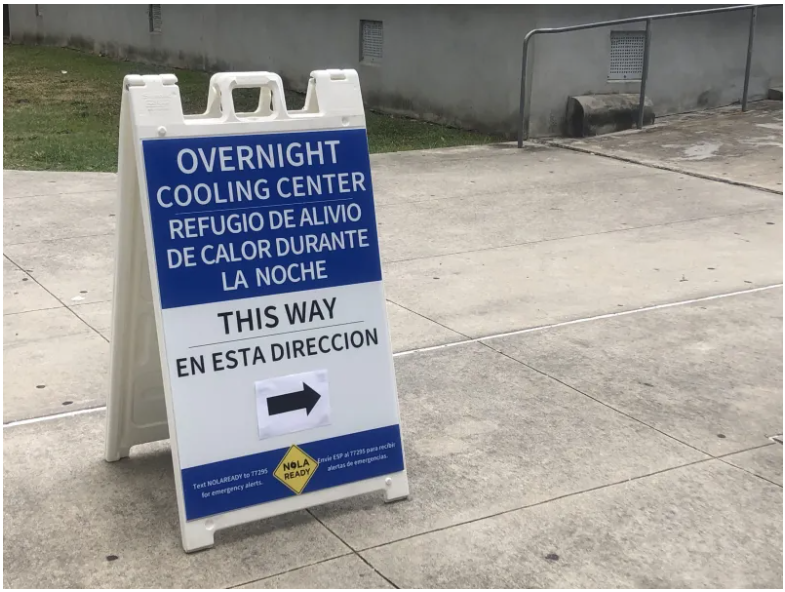 OVERNIGHT
COOLING CENTER
REFUGIO DE ALIVIO
DE CALOR DURANTE
LA NOCHE
THIS WAY
EN ESTA DIRECCION
Text NOLAREADY to 77295
for emergency alerts.
NOLA
READY
Envíe ESP al 77295 para recibir
alertas de emergencias.